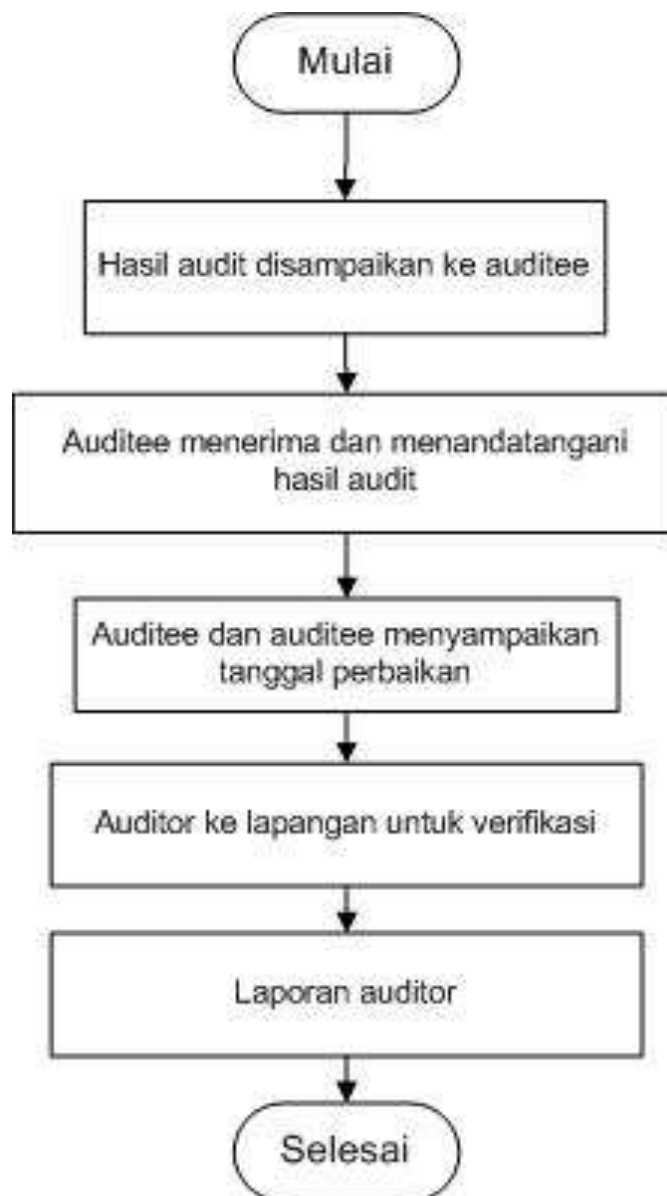 Mulai
Hasil audit disampaikan ke auditee
Auditee menerima dan menandatangani
hasil audit
Auditee dan auditee menyampaikan
tanggal perbaikan
Auditor ke lapangan untuk verifikasi
Laporan auditor
Selesai